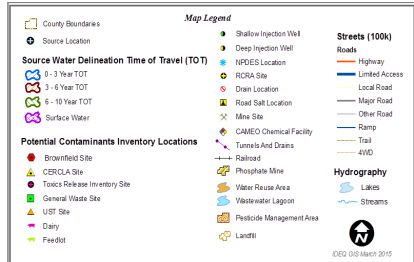 Map Legend
County Boundaries
Source Location
Source Water Delineation Time of Travel (TOT)
0 - 3 Year TOT
3 - 6 Year TOT
6 - 10 Year TOT
Surface Water
Potential Contaminants Inventory Locations
Brownfield Site
CERCLA Site
Toxics Release Inventory Site
General Waste Site
UST Site
Dairy
Feedlot
Shallow Injection Well
Deep Injection Well
NPDES Location
RCRA Site
Drain Location
Road Salt Location
Mine Site
CAMEO Chemical Facility
Tunnels And Drains
Railroad
Phosphate Mine
Water Reuse Area
Wastewater Lagoon
Pesticide Management Area
Landfill
Streets (100k)
Roads
Highway
Limited Access
Local Road
Major Road
Other Road
Ramp
Trail
4WD
Hydrography
Lakes
Streams
N
IDEQ GIS March 2015